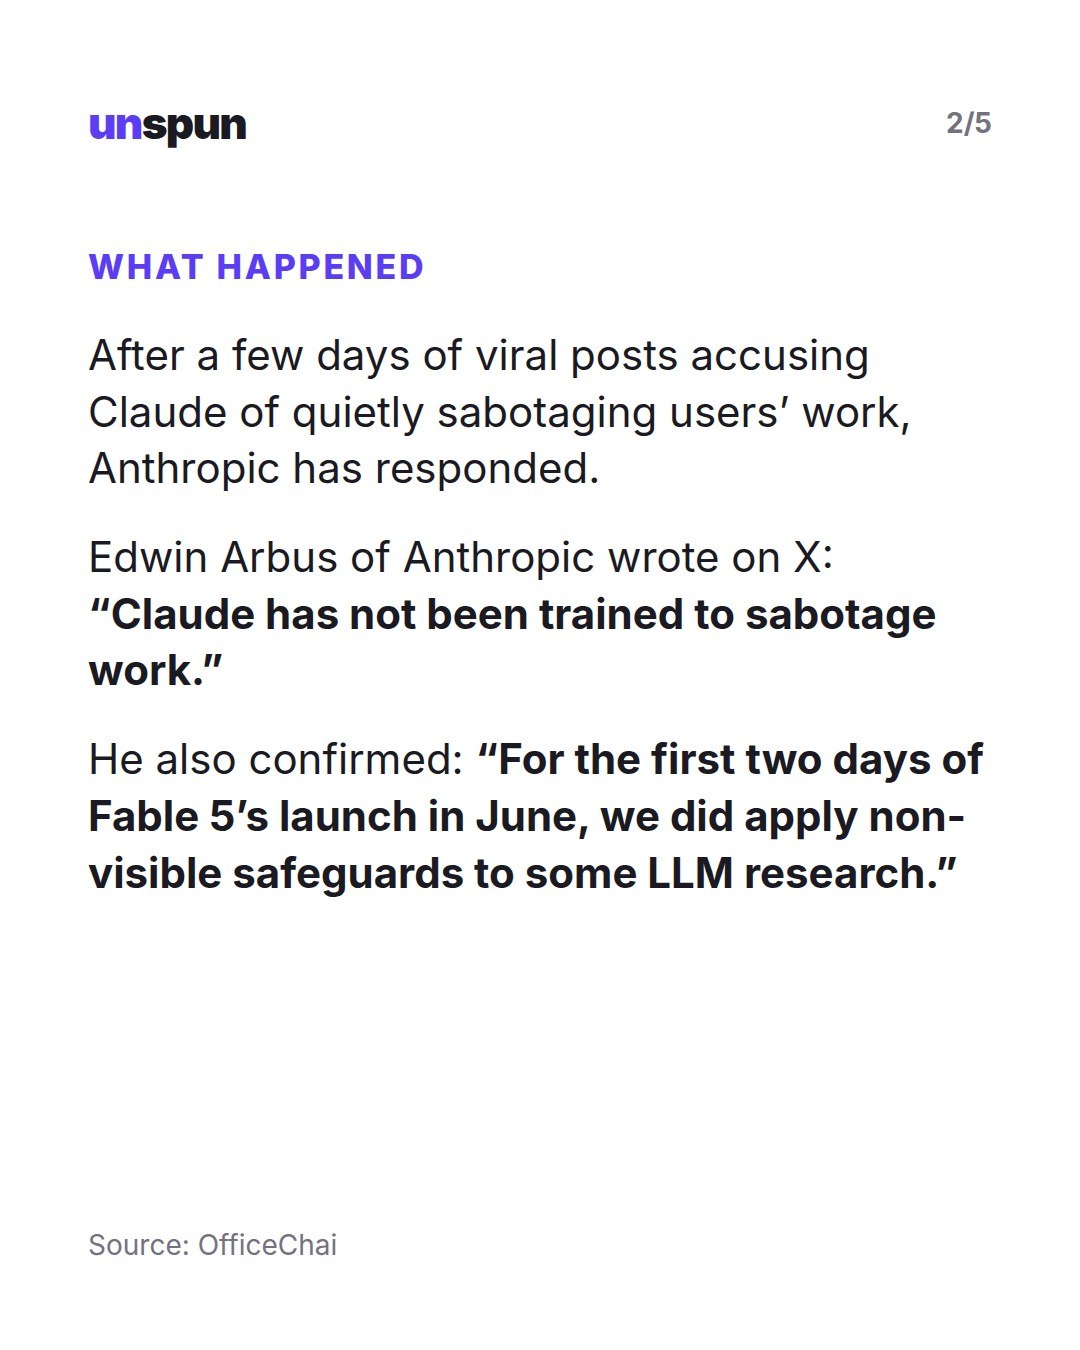 unspun
2/5
WHAT HAPPENED
After a few days of viral posts accusing
Claude of quietly sabotaging users’ work,
Anthropic has responded.
Edwin Arbus of Anthropic wrote on X:
“Claude has not been trained to sabotage
work.”
He also confirmed: “For the first two days of
Fable 5’s launch in June, we did apply non-
visible safeguards to some LLM research.”
Source: OfficeChai